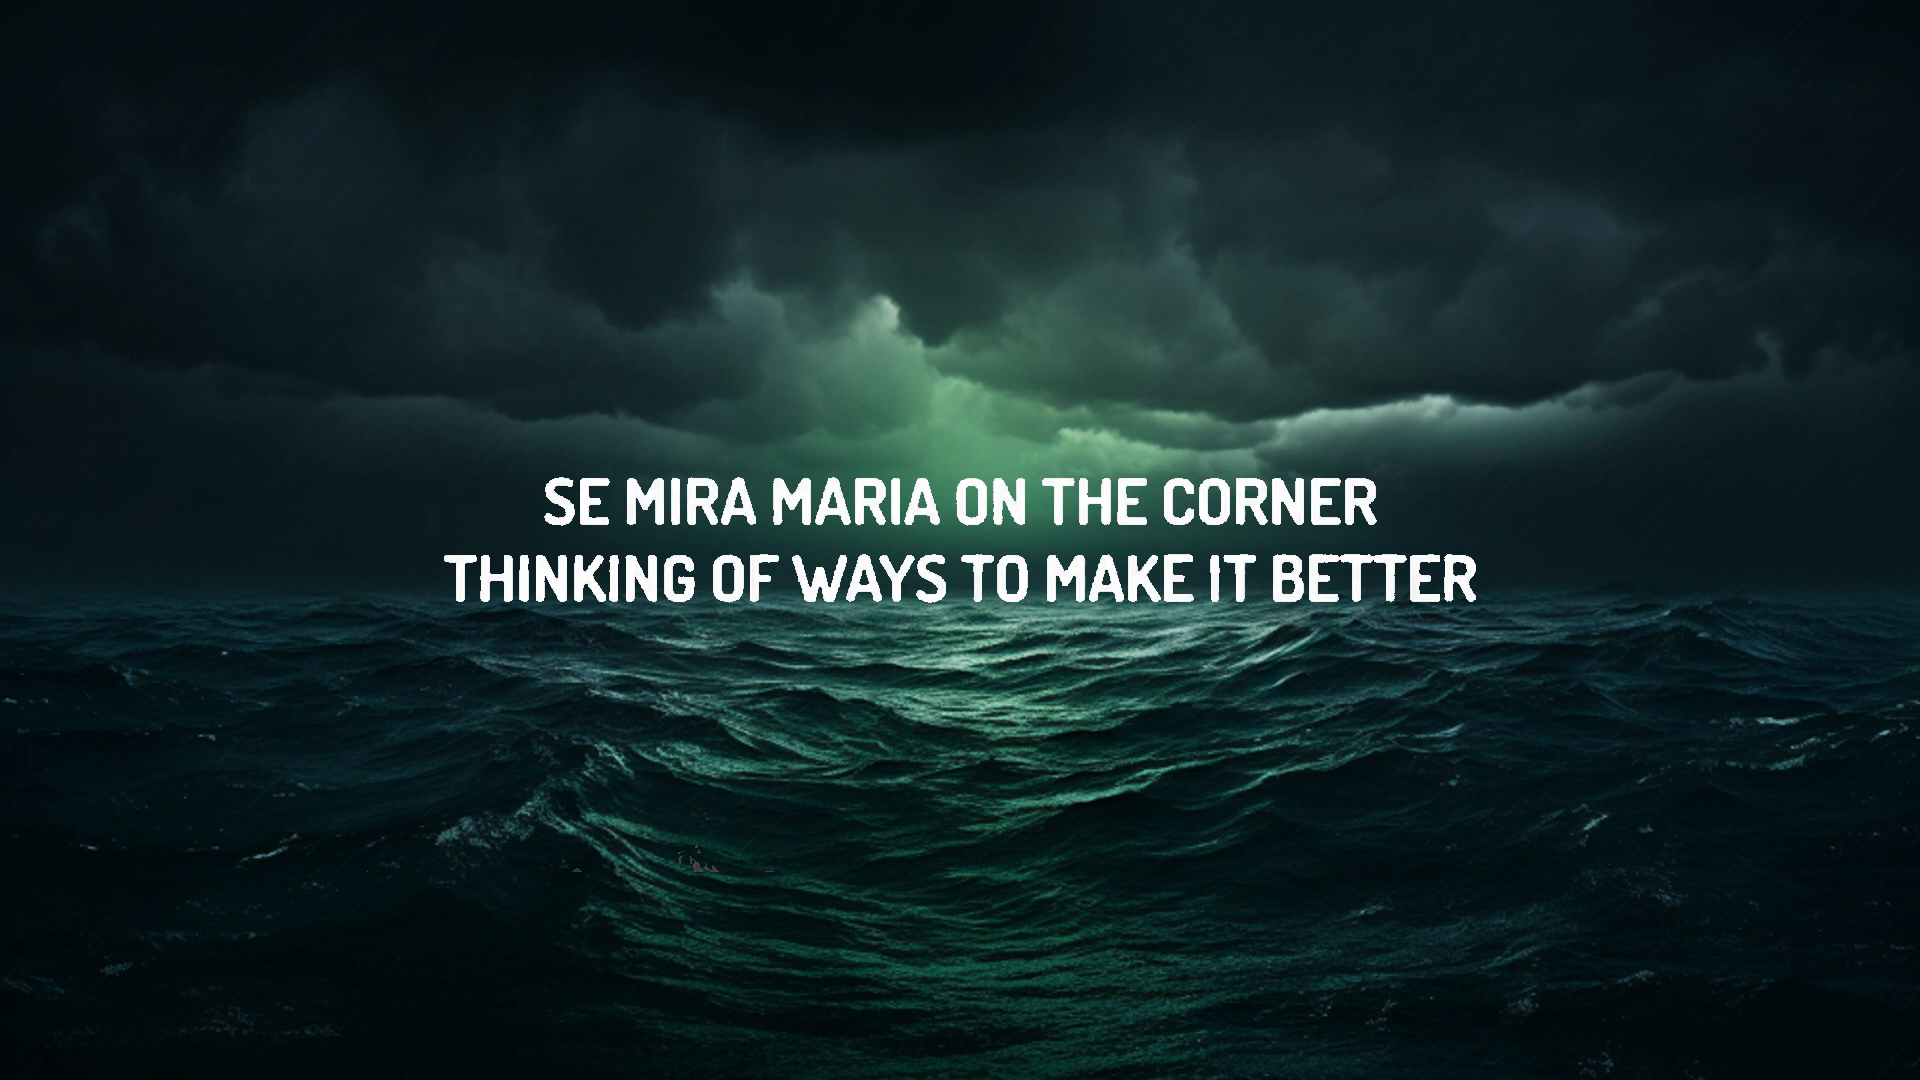 SE MIRA MARIA ON THE CORNER
THINKING OF WAYS TO MAKE IT BETTER